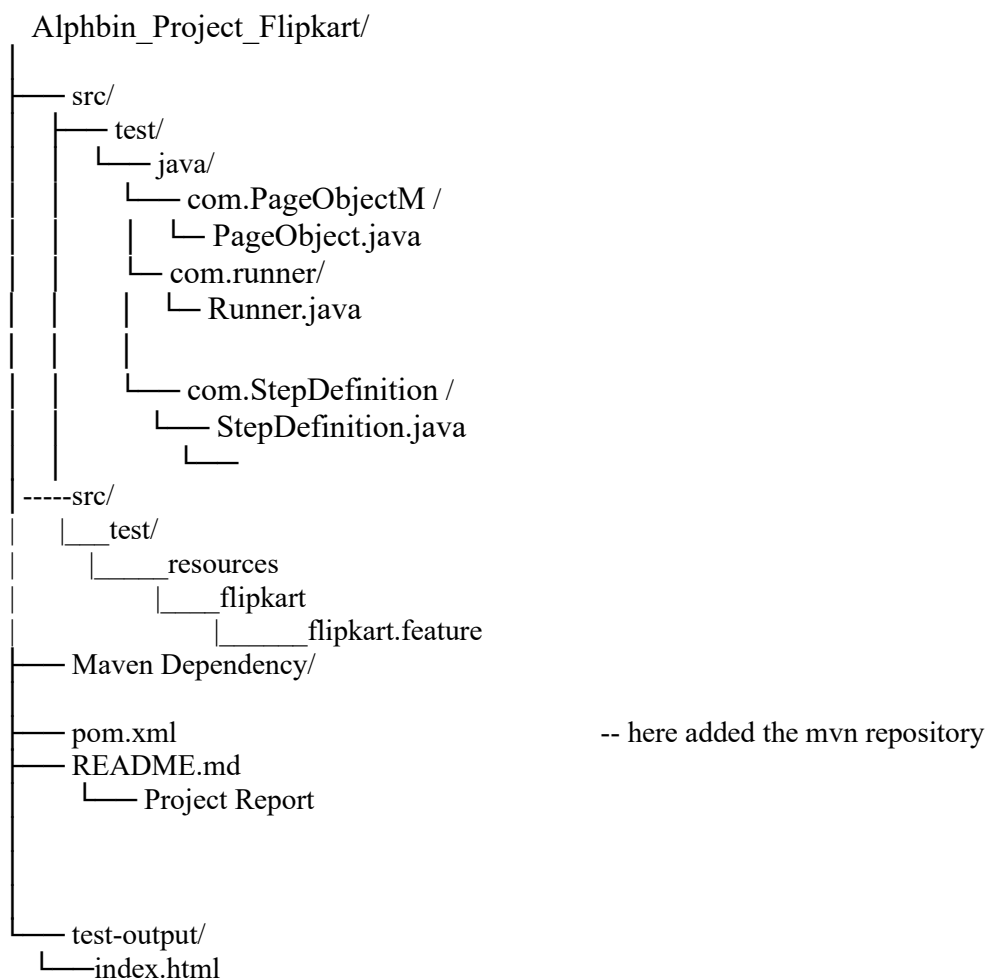 Alphbin_Project_Flipkart/
src/
test/
java/
com.PageObjectM /
PageObject.java
com.runner/
Runner.java
com.StepDefinition /
StepDefinition.java
-----src/
|___test/
|_____resources
|____flipkart
|______flipkart.feature
Maven Dependency/
pom.xml -- here added the mvn repository
README.md
Project Report
test-output/
index.html